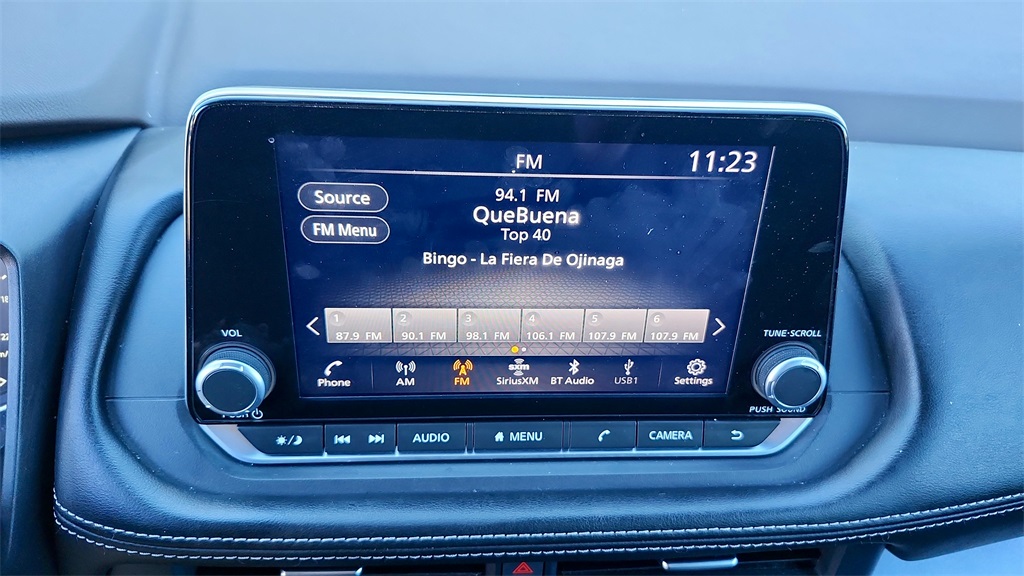 FM 11:23
Source
94.1 FM
QueBuena
FM Menu
Top 40
Bingo - La Fiera De Ojinaga
1 2 3 4 5 6
87.9 FM 90.1 FM 98.1 FM 106.1 FM 107.9 FM 107.9 FM
VOL
TUNE·SCROLL
sxm
Phone AM FM SiriusXM BT Audio USB1 Settings
PUSH
PUSH SOUND
AUDIO MENU CAMERA